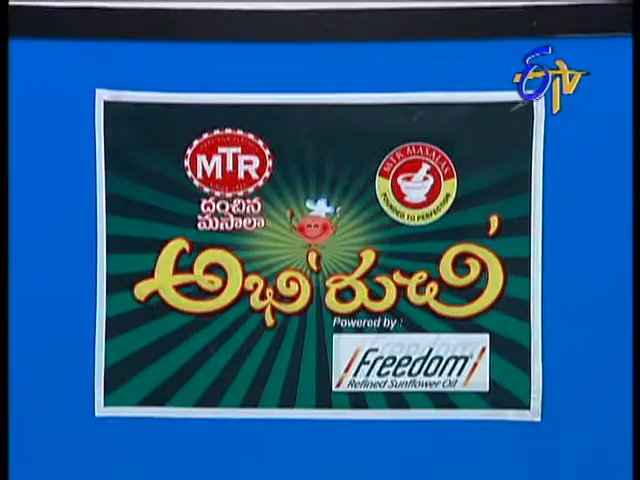 ETV
MTR
దంచిన
మసాలా
MTR MASALAS
POUNDED TO PERFECTION
అభి'రుచి'
Powered by :
Freedom
Refined Sunflower Oil